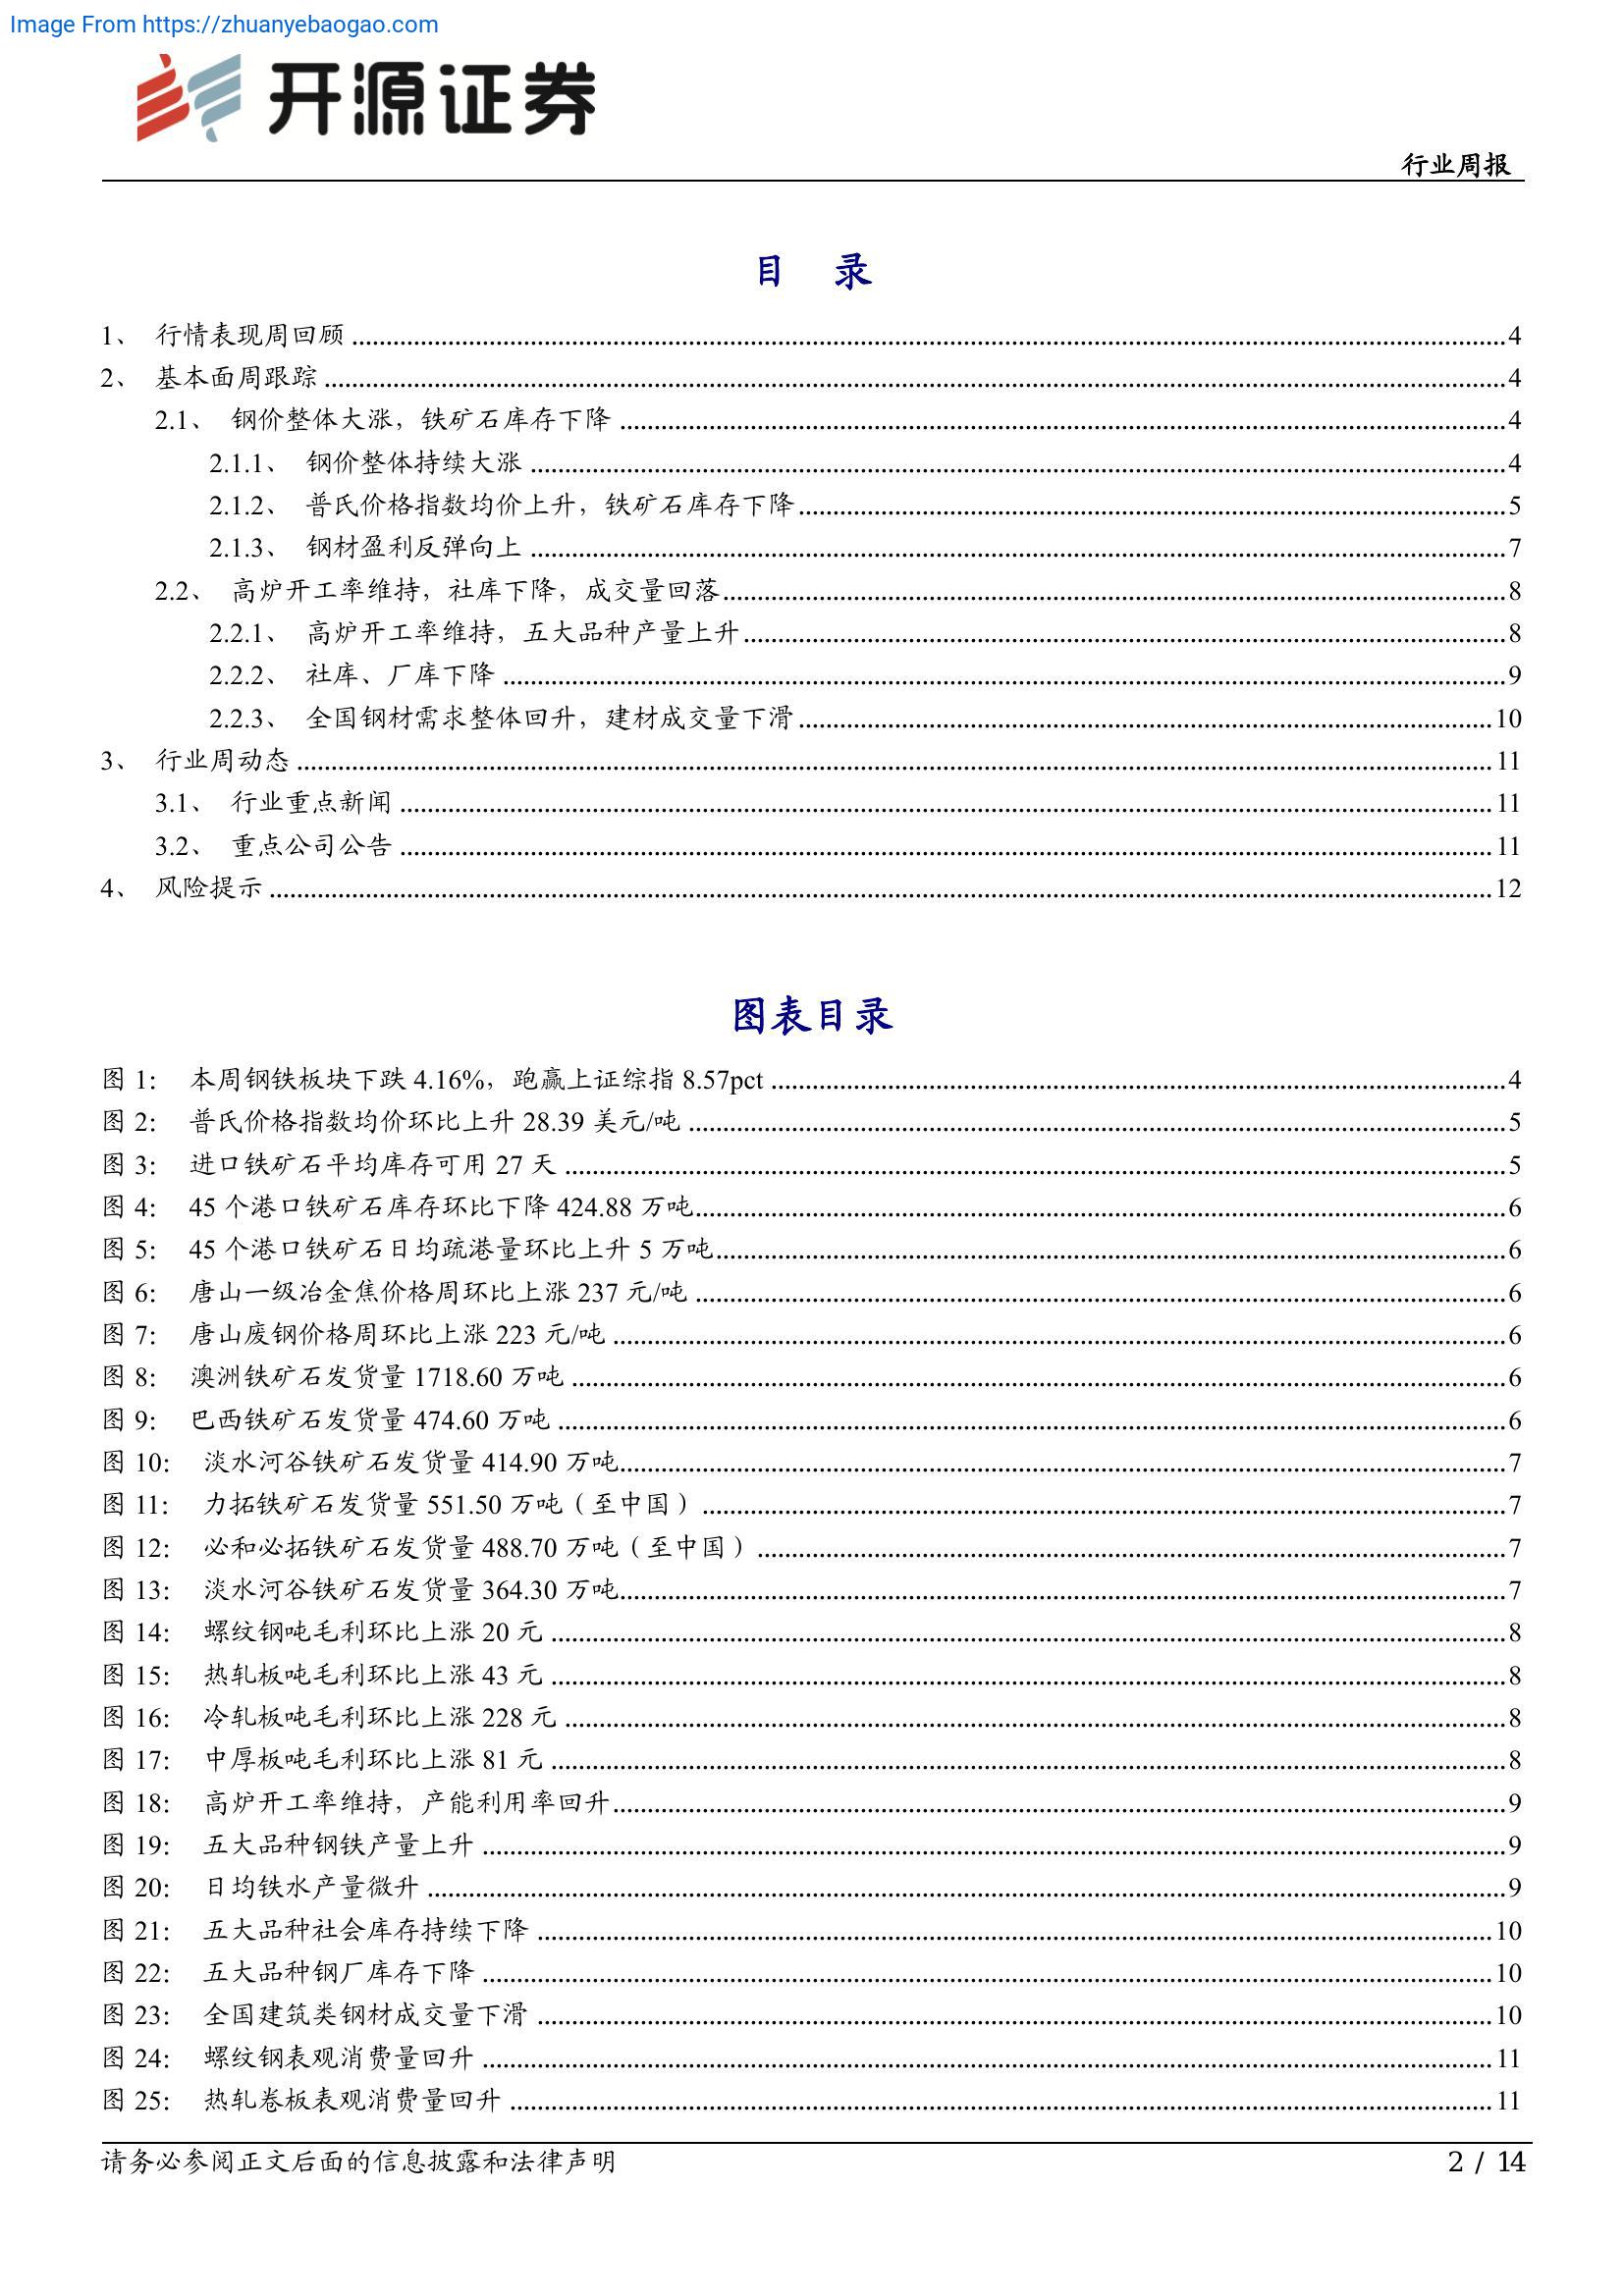 Image From https://zhuanyebaogao.com
开源证券
行业周报
目 录
1、 行情表现周回顾 4
2、 基本面周跟踪 4
2.1、 钢价整体大涨，铁矿石库存下降 4
2.1.1、 钢价整体持续大涨 4
2.1.2、 普氏价格指数均价上升，铁矿石库存下降 5
2.1.3、 钢材盈利反弹向上 7
2.2、 高炉开工率维持，社库下降，成交量回落 8
2.2.1、 高炉开工率维持，五大品种产量上升 8
2.2.2、 社库、厂库下降 9
2.2.3、 全国钢材需求整体回升，建材成交量下滑 10
3、 行业周动态 11
3.1、 行业重点新闻 11
3.2、 重点公司公告 11
4、 风险提示 12
图表目录
图 1： 本周钢铁板块下跌 4.16%，跑赢上证综指 8.57pct 4
图 2： 普氏价格指数均价环比上升 28.39 美元/吨 5
图 3： 进口铁矿石平均库存可用 27 天 5
图 4： 45 个港口铁矿石库存环比下降 424.88 万吨 6
图 5： 45 个港口铁矿石日均疏港量环比上升 5 万吨 6
图 6： 唐山一级冶金焦价格周环比上涨 237 元/吨 6
图 7： 唐山废钢价格周环比上涨 223 元/吨 6
图 8： 澳洲铁矿石发货量 1718.60 万吨 6
图 9： 巴西铁矿石发货量 474.60 万吨 6
图 10： 淡水河谷铁矿石发货量 414.90 万吨 7
图 11： 力拓铁矿石发货量 551.50 万吨（至中国） 7
图 12： 必和必拓铁矿石发货量 488.70 万吨（至中国） 7
图 13： 淡水河谷铁矿石发货量 364.30 万吨 7
图 14： 螺纹钢吨毛利环比上涨 20 元 8
图 15： 热轧板吨毛利环比上涨 43 元 8
图 16： 冷轧板吨毛利环比上涨 228 元 8
图 17： 中厚板吨毛利环比上涨 81 元 8
图 18： 高炉开工率维持，产能利用率回升 9
图 19： 五大品种钢铁产量上升 9
图 20： 日均铁水产量微升 9
图 21： 五大品种社会库存持续下降 10
图 22： 五大品种钢厂库存下降 10
图 23： 全国建筑类钢材成交量下滑 10
图 24： 螺纹钢表观消费量回升 11
图 25： 热轧卷板表观消费量回升 11
请务必参阅正文后面的信息披露和法律声明 2 / 14